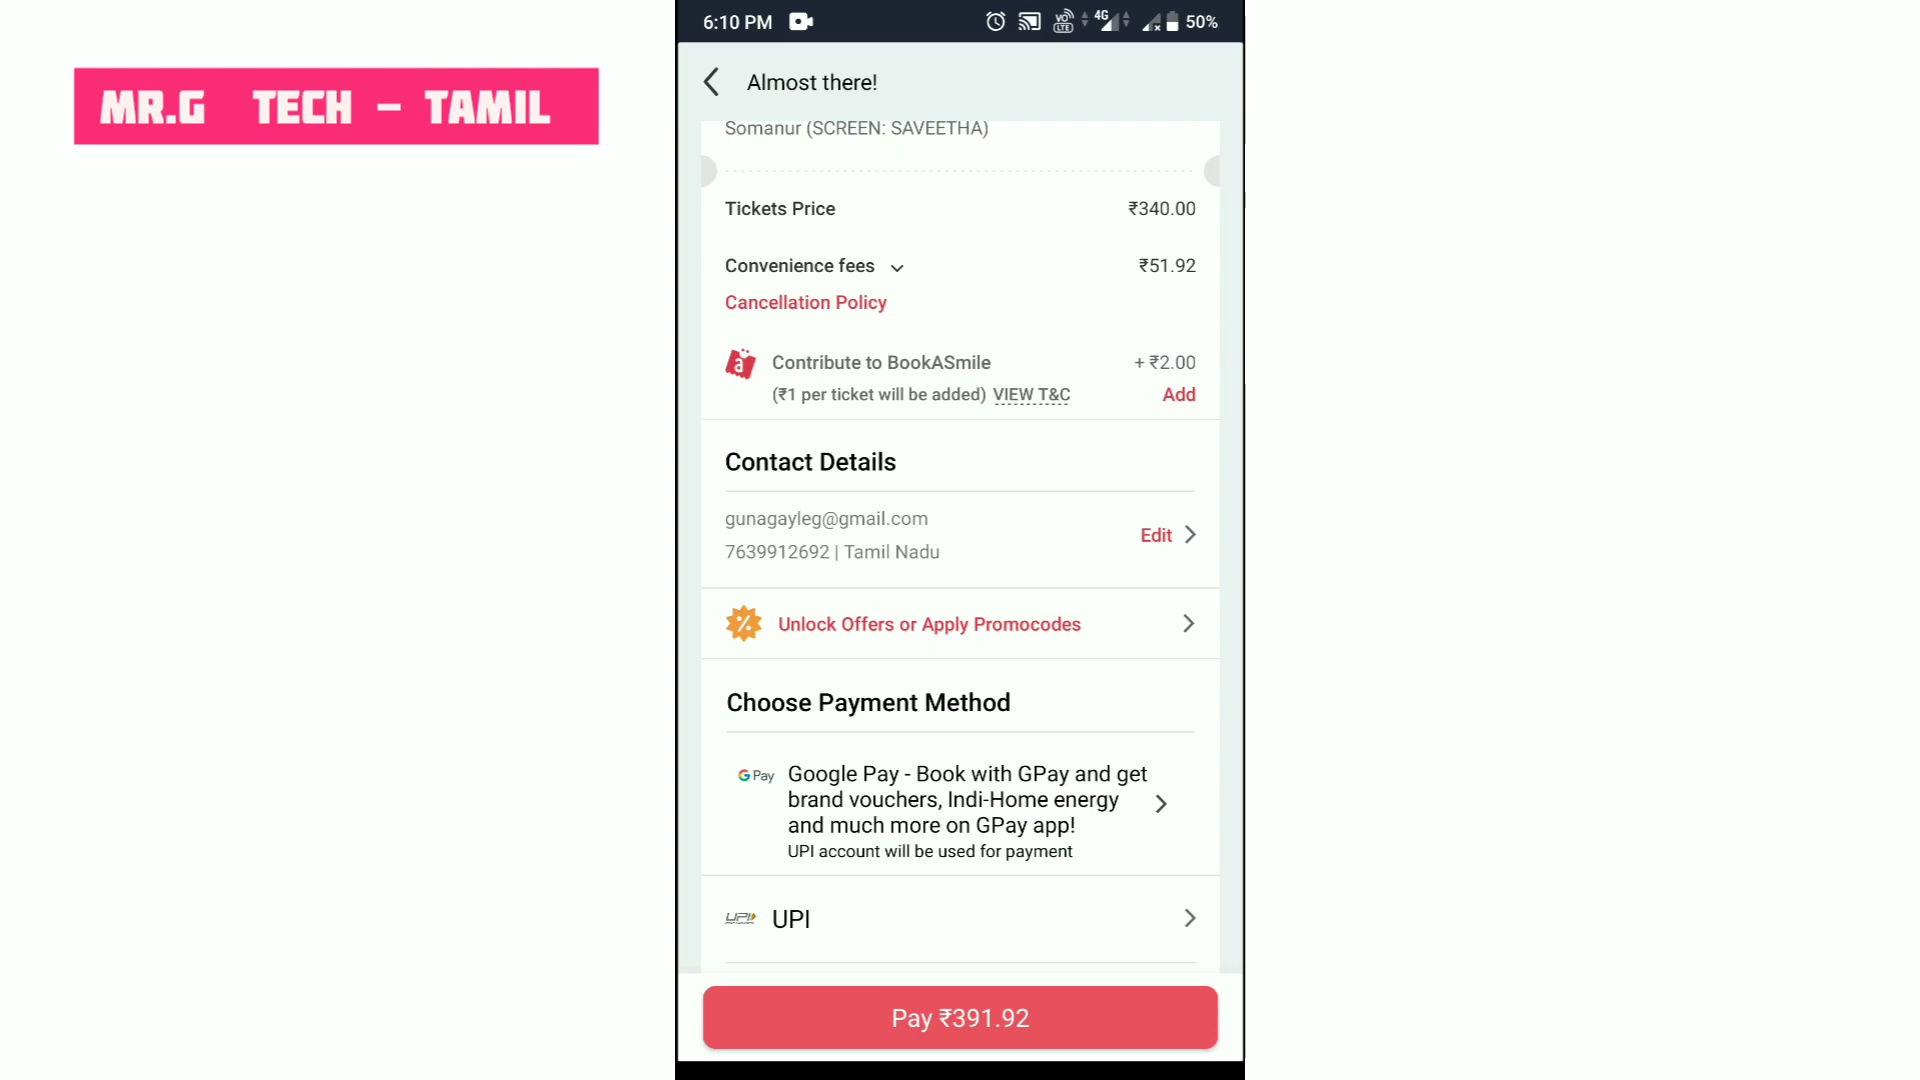 6:10 PM 4G 50%
MR.G TECH - TAMIL
Almost there!
Somanur (SCREEN: SAVEETHA)
Tickets Price ₹340.00
Convenience fees ₹51.92
Cancellation Policy
Contribute to BookASmile + ₹2.00
(₹1 per ticket will be added) VIEW T&C Add
Contact Details
gunagayleg@gmail.com
7639912692 | Tamil Nadu
Edit
Unlock Offers or Apply Promocodes
Choose Payment Method
G Pay Google Pay - Book with GPay and get
brand vouchers, Indi-Home energy
and much more on GPay app!
UPI account will be used for payment
UPI UPI
Pay ₹391.92